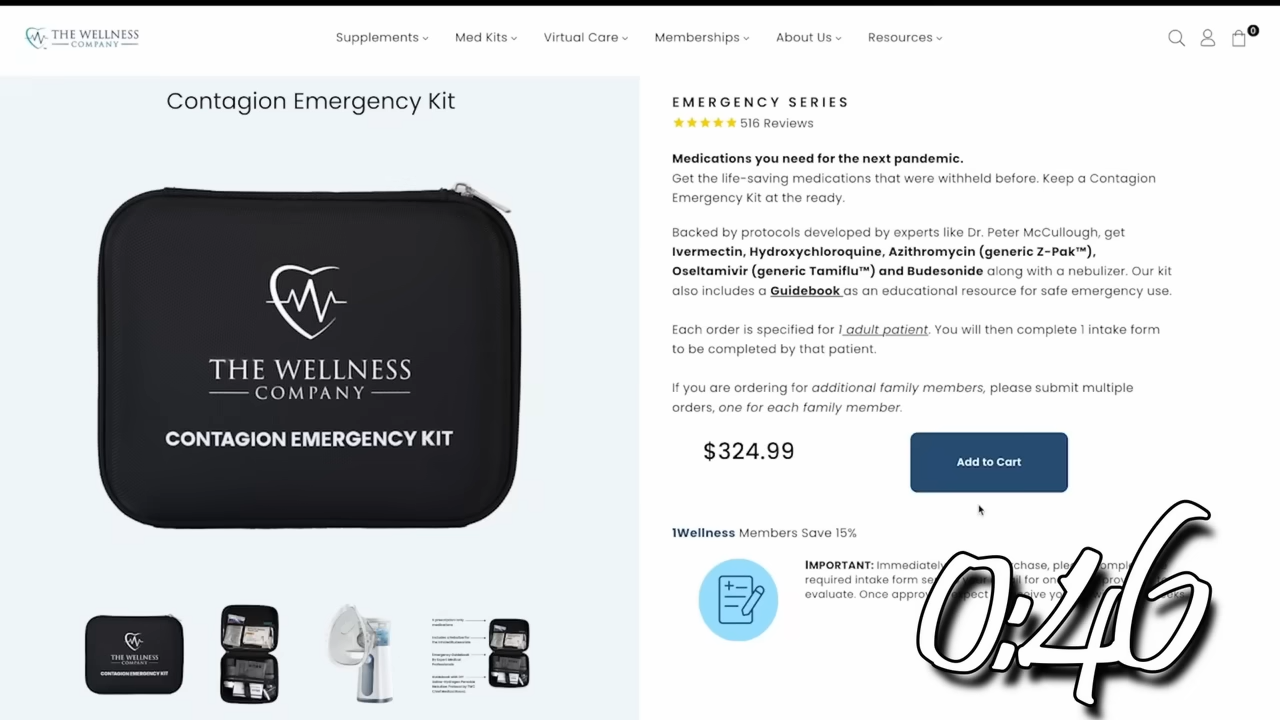 THE WELLNESS
COMPANY
Supplements Med Kits Virtual Care Memberships About Us Resources
0
Contagion Emergency Kit
THE WELLNESS
COMPANY
CONTAGION EMERGENCY KIT
EMERGENCY SERIES
516 Reviews
Medications you need for the next pandemic.
Get the life-saving medications that were withheld before. Keep a Contagion
Emergency Kit at the ready.
Backed by protocols developed by experts like Dr. Peter McCullough, get
Ivermectin, Hydroxychloroquine, Azithromycin (generic Z-Pak™),
Oseltamivir (generic Tamiflu™) and Budesonide along with a nebulizer. Our kit
also includes a Guidebook as an educational resource for safe emergency use.
Each order is specified for 1 adult patient. You will then complete 1 intake form
to be completed by that patient.
If you are ordering for additional family members, please submit multiple
orders, one for each family member.
$324.99
Add to Cart
1Wellness Members Save 15%
IMPORTANT: Immediately
required intake form
evaluate. Once
0:46
THE WELLNESS
COMPANY
CONTAGION EMERGENCY KIT